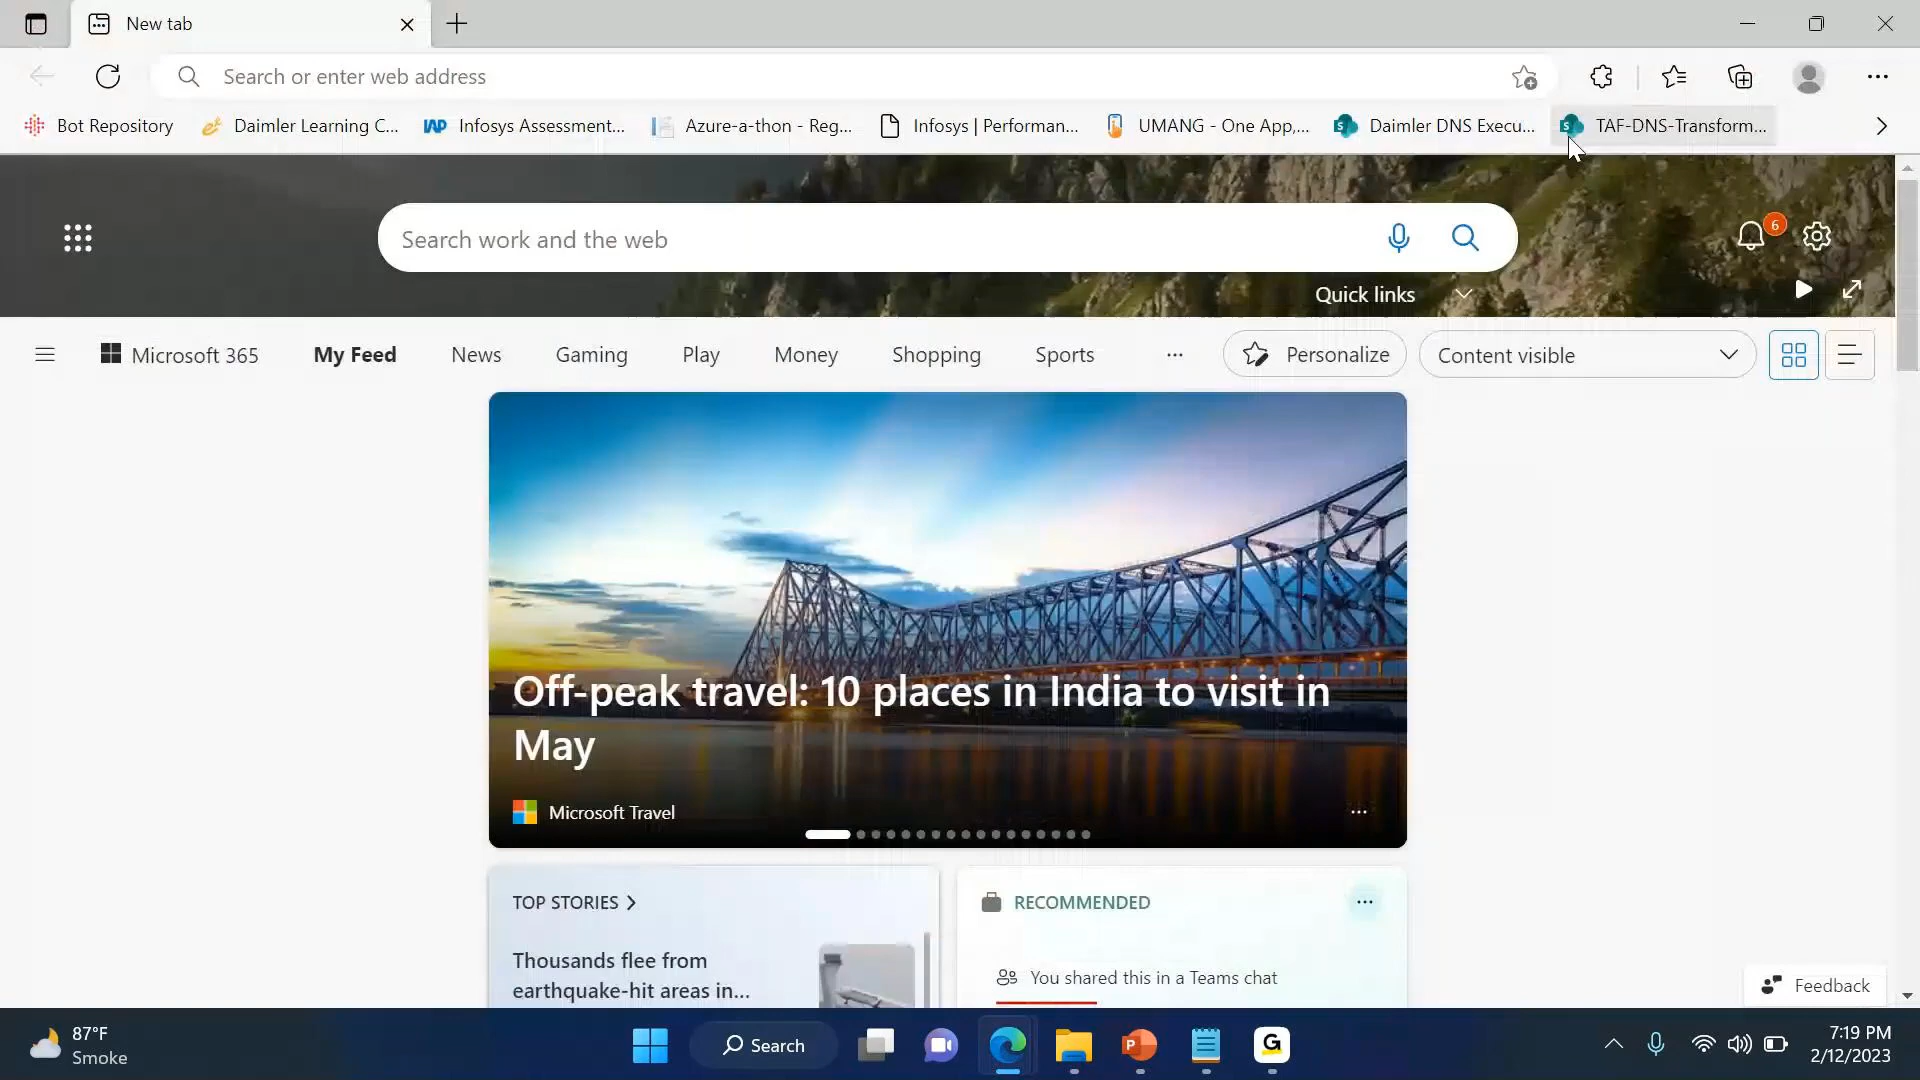 New tab
Search or enter web address
Bot Repository
Daimler Learning C...
IAP Infosys Assessment...
Azure-a-thon - Reg...
Infosys | Performan...
UMANG - One App,...
Daimler DNS Execu...
TAF-DNS-Transform...
Search work and the web
6
Quick links
Microsoft 365
My Feed
News
Gaming
Play
Money
Shopping
Sports
Personalize
Content visible
Off-peak travel: 10 places in India to visit in
May
Microsoft Travel
TOP STORIES
RECOMMENDED
Thousands flee from
earthquake-hit areas in...
You shared this in a Teams chat
Feedback
87°F
Smoke
Search
7:19 PM
2/12/2023